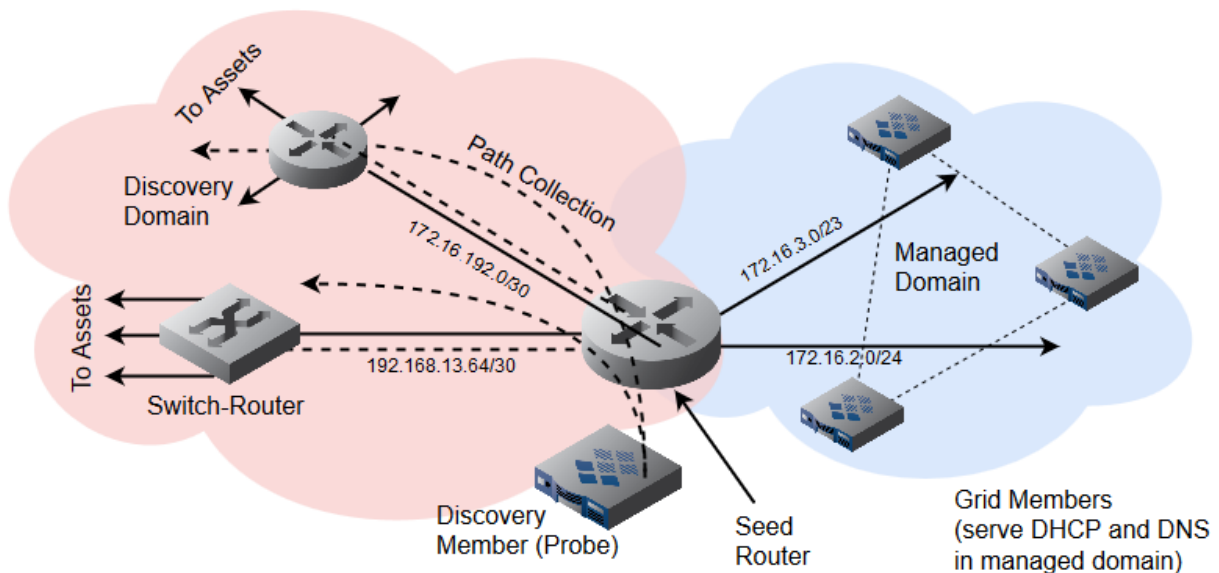 To Assets
Path Collection
Discovery
Domain
172.16.192.0/30
172.16.3.0/23
Managed
Domain
To Assets
192.168.13.64/30
172.16.2.0/24
Switch-Router
Discovery
Member (Probe)
Seed
Router
Grid Members
(serve DHCP and DNS
in managed domain)